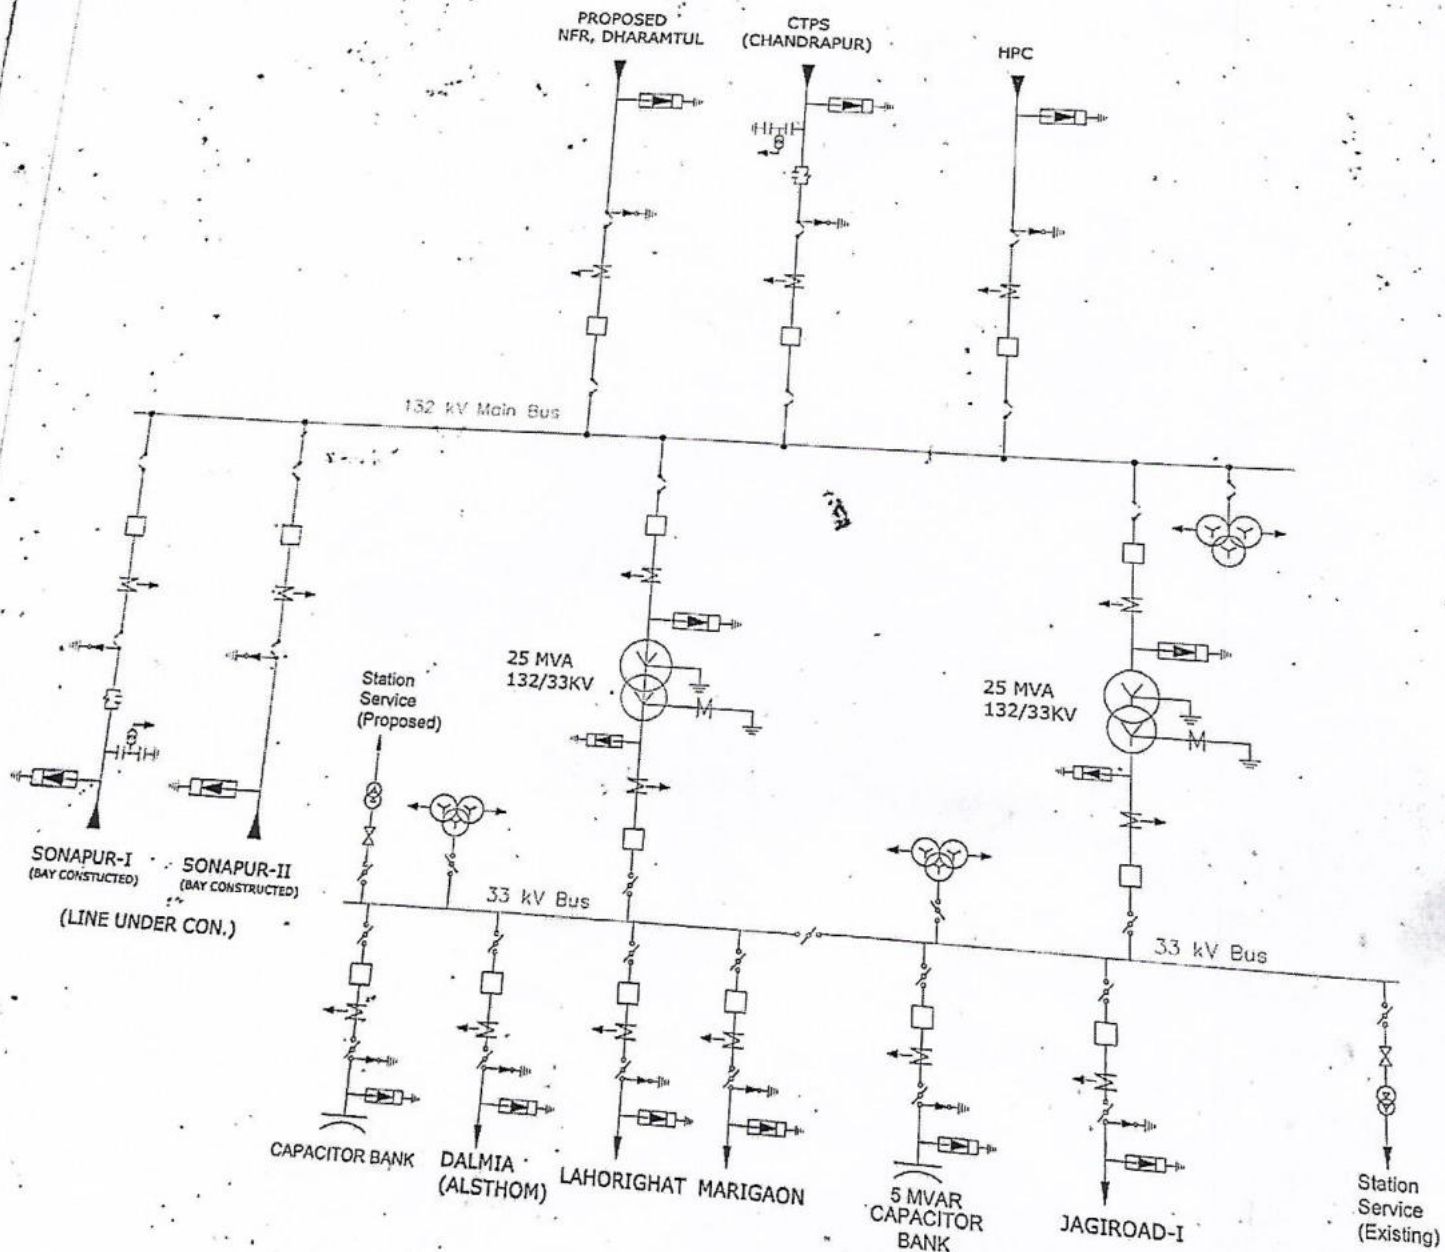 PROPOSED
NFR, DHARAMTUL
CTPS
(CHANDRAPUR)
HPC
132 kV Main Bus
25 MVA
132/33KV
25 MVA
132/33KV
Station
Service
(Proposed)
SONAPUR-I
(BAY CONSTUCTED)
SONAPUR-II
(BAY CONSTRUCTED)
(LINE UNDER CON.)
33 kV Bus
33 kV Bus
CAPACITOR BANK
DALMIA
(ALSTHOM)
LAHORIGHAT
MARIGAON
5 MVAR
CAPACITOR
BANK
JAGIROAD-I
Station
Service
(Existing)